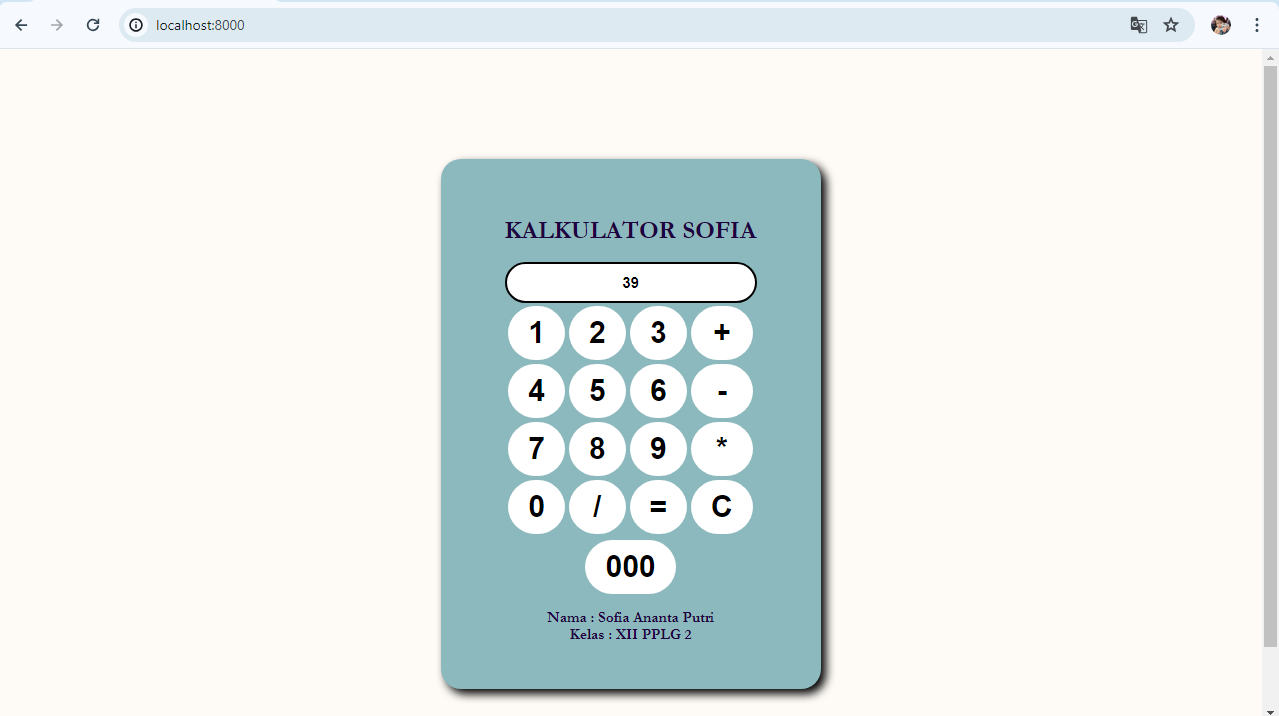 localhost:8000
KALKULATOR SOFIA
39
1 2 3 +
4 5 6 -
7 8 9 *
0 / = C
000
Nama : Sofia Ananta Putri
Kelas : XII PPLG 2